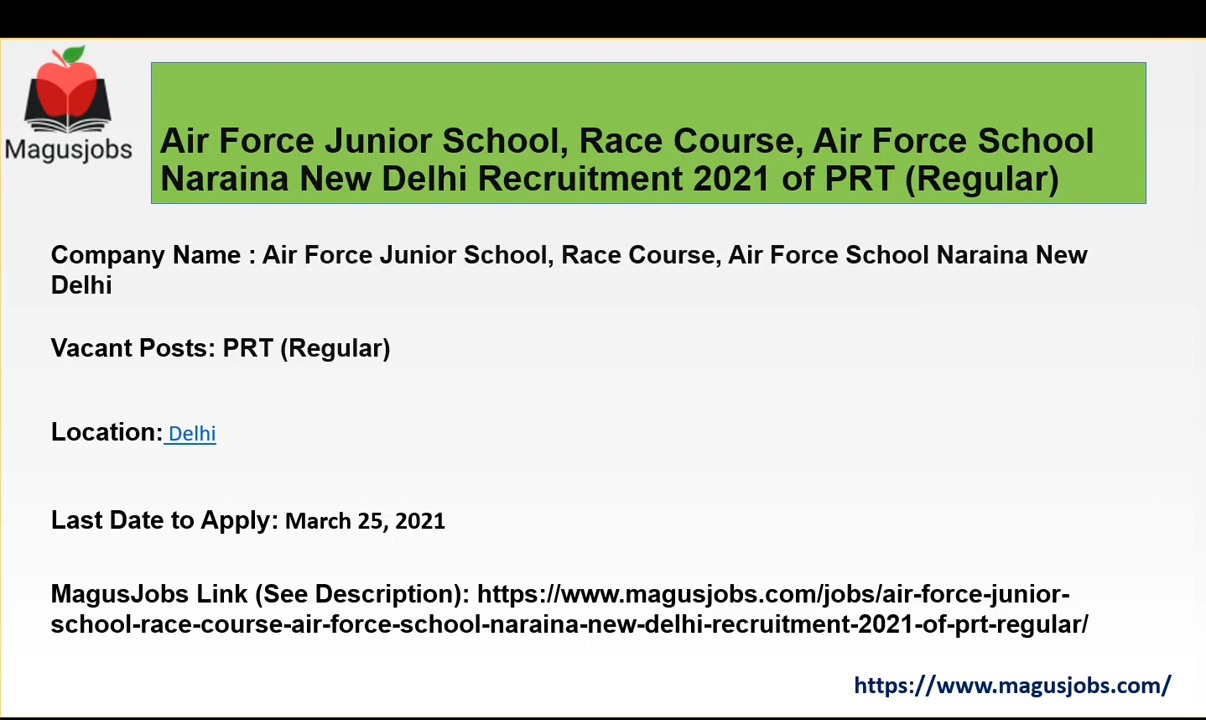 Magusjobs
Air Force Junior School, Race Course, Air Force School
Naraina New Delhi Recruitment 2021 of PRT (Regular)
Company Name : Air Force Junior School, Race Course, Air Force School Naraina New
Delhi
Vacant Posts: PRT (Regular)
Location: Delhi
Last Date to Apply: March 25, 2021
MagusJobs Link (See Description): https://www.magusjobs.com/jobs/air-force-junior-
school-race-course-air-force-school-naraina-new-delhi-recruitment-2021-of-prt-regular/
https://www.magusjobs.com/